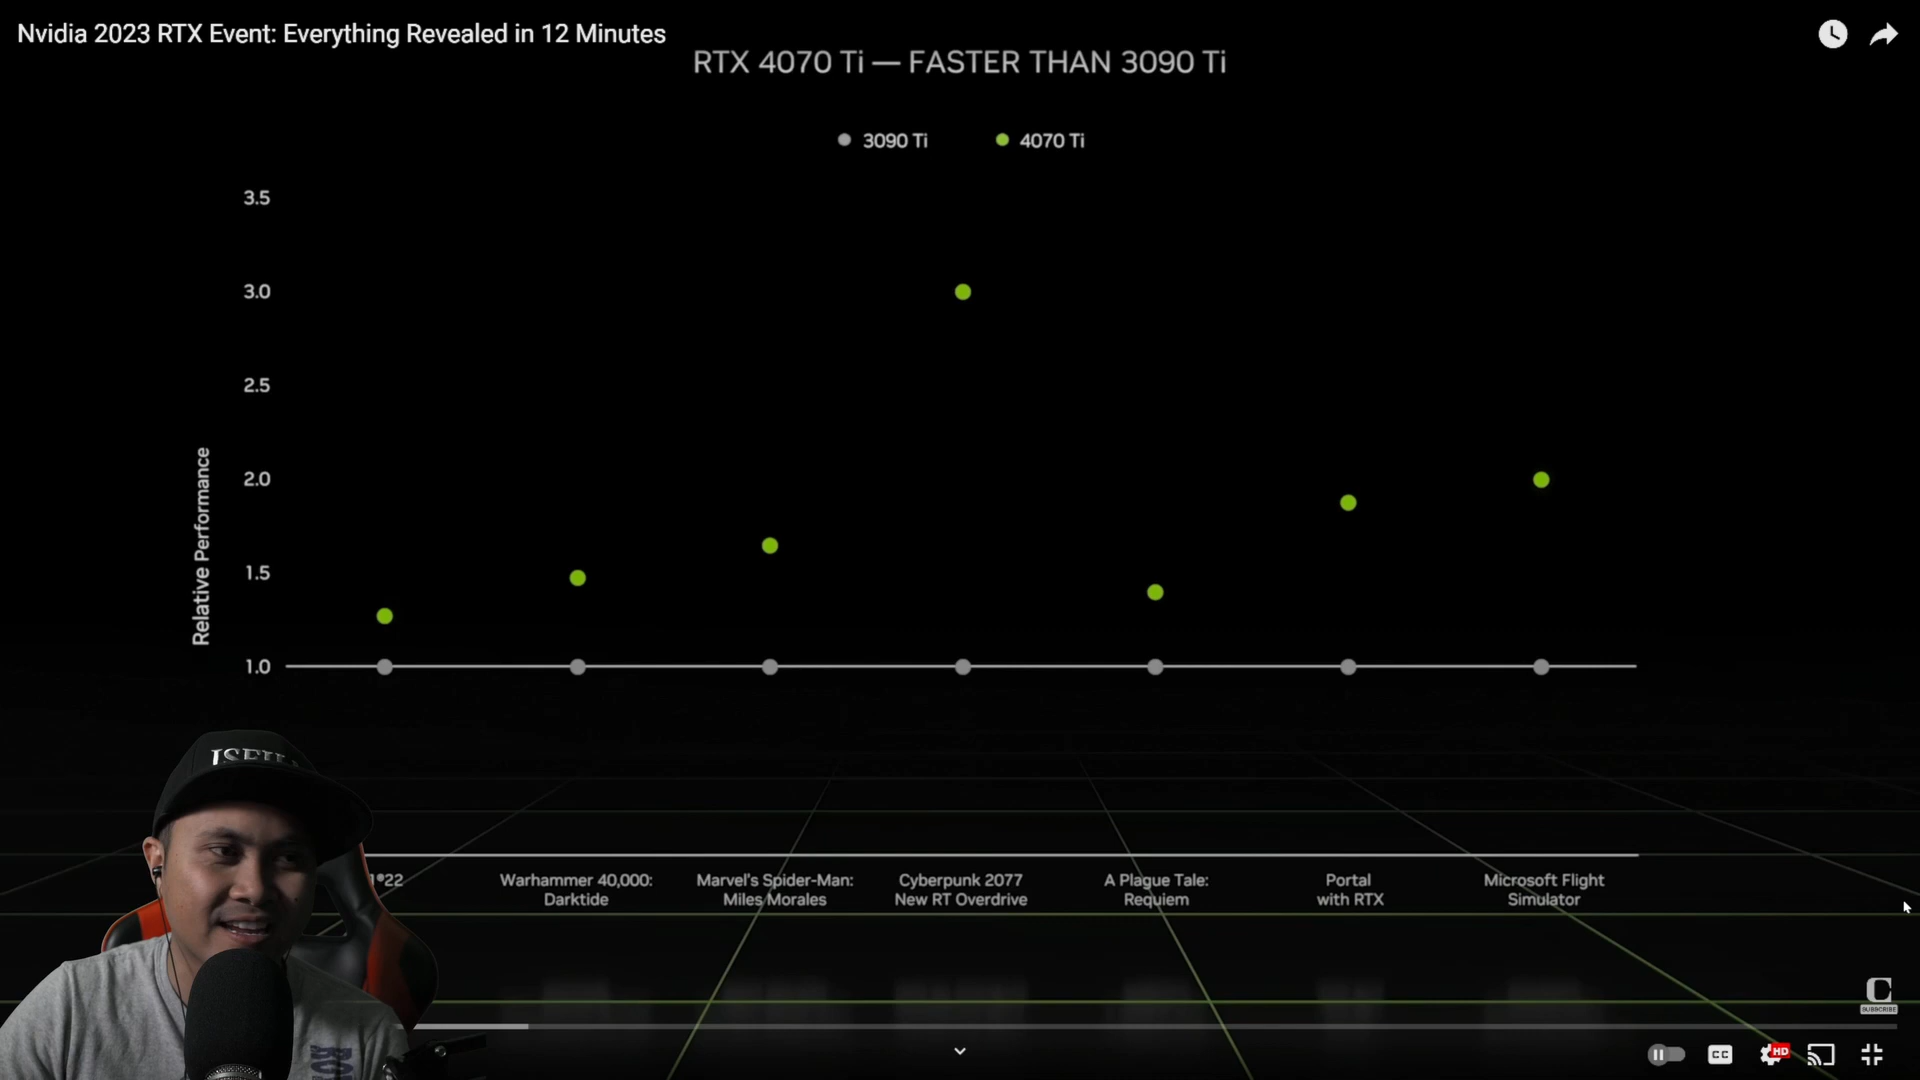 Nvidia 2023 RTX Event: Everything Revealed in 12 Minutes
RTX 4070 Ti — FASTER THAN 3090 Ti
3090 Ti
4070 Ti
3.5
3.0
2.5
2.0
1.5
1.0
Relative Performance
Warhammer 40,000:
Darktide
Marvel's Spider-Man:
Miles Morales
Cyberpunk 2077
New RT Overdrive
A Plague Tale:
Requiem
Portal
with RTX
Microsoft Flight
Simulator
C
SUBSCRIBE
CC
HD